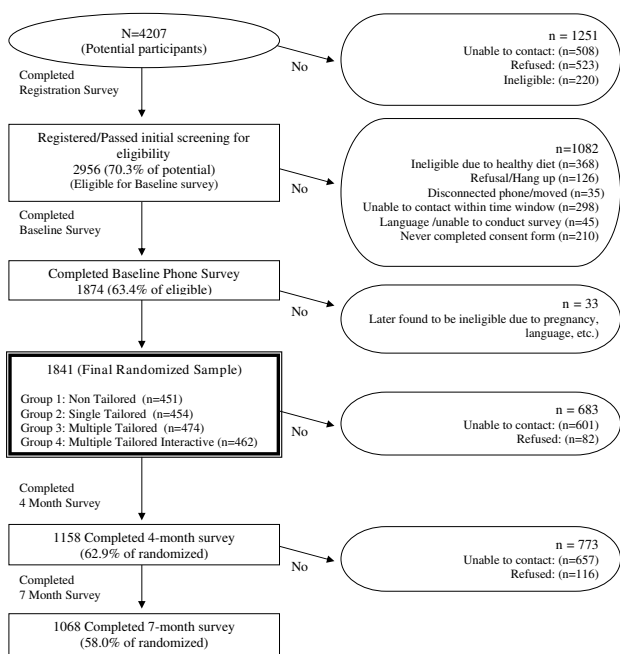 N=4207
(Potential participants)
No
n = 1251
Unable to contact: (n=508)
Refused: (n=523)
Ineligible: (n=220)
Completed
Registration Survey
Registered/Passed initial screening for
eligibility
2956 (70.3% of potential)
(Eligible for Baseline survey)
No
n=1082
Ineligible due to healthy diet (n=368)
Refusal/Hang up (n=126)
Disconnected phone/moved (n=35)
Unable to contact within time window (n=298)
Language /unable to conduct survey (n=45)
Never completed consent form (n=210)
Completed
Baseline Survey
Completed Baseline Phone Survey
1874 (63.4% of eligible)
No
n = 33
Later found to be ineligible due to pregnancy,
language, etc.)
1841 (Final Randomized Sample)
Group 1: Non Tailored (n=451)
Group 2: Single Tailored (n=454)
Group 3: Multiple Tailored (n=474)
Group 4: Multiple Tailored Interactive (n=462)
No
n = 683
Unable to contact: (n=601)
Refused: (n=82)
Completed
4 Month Survey
1158 Completed 4-month survey
(62.9% of randomized)
No
n = 773
Unable to contact: (n=657)
Refused: (n=116)
Completed
7 Month Survey
1068 Completed 7-month survey
(58.0% of randomized)